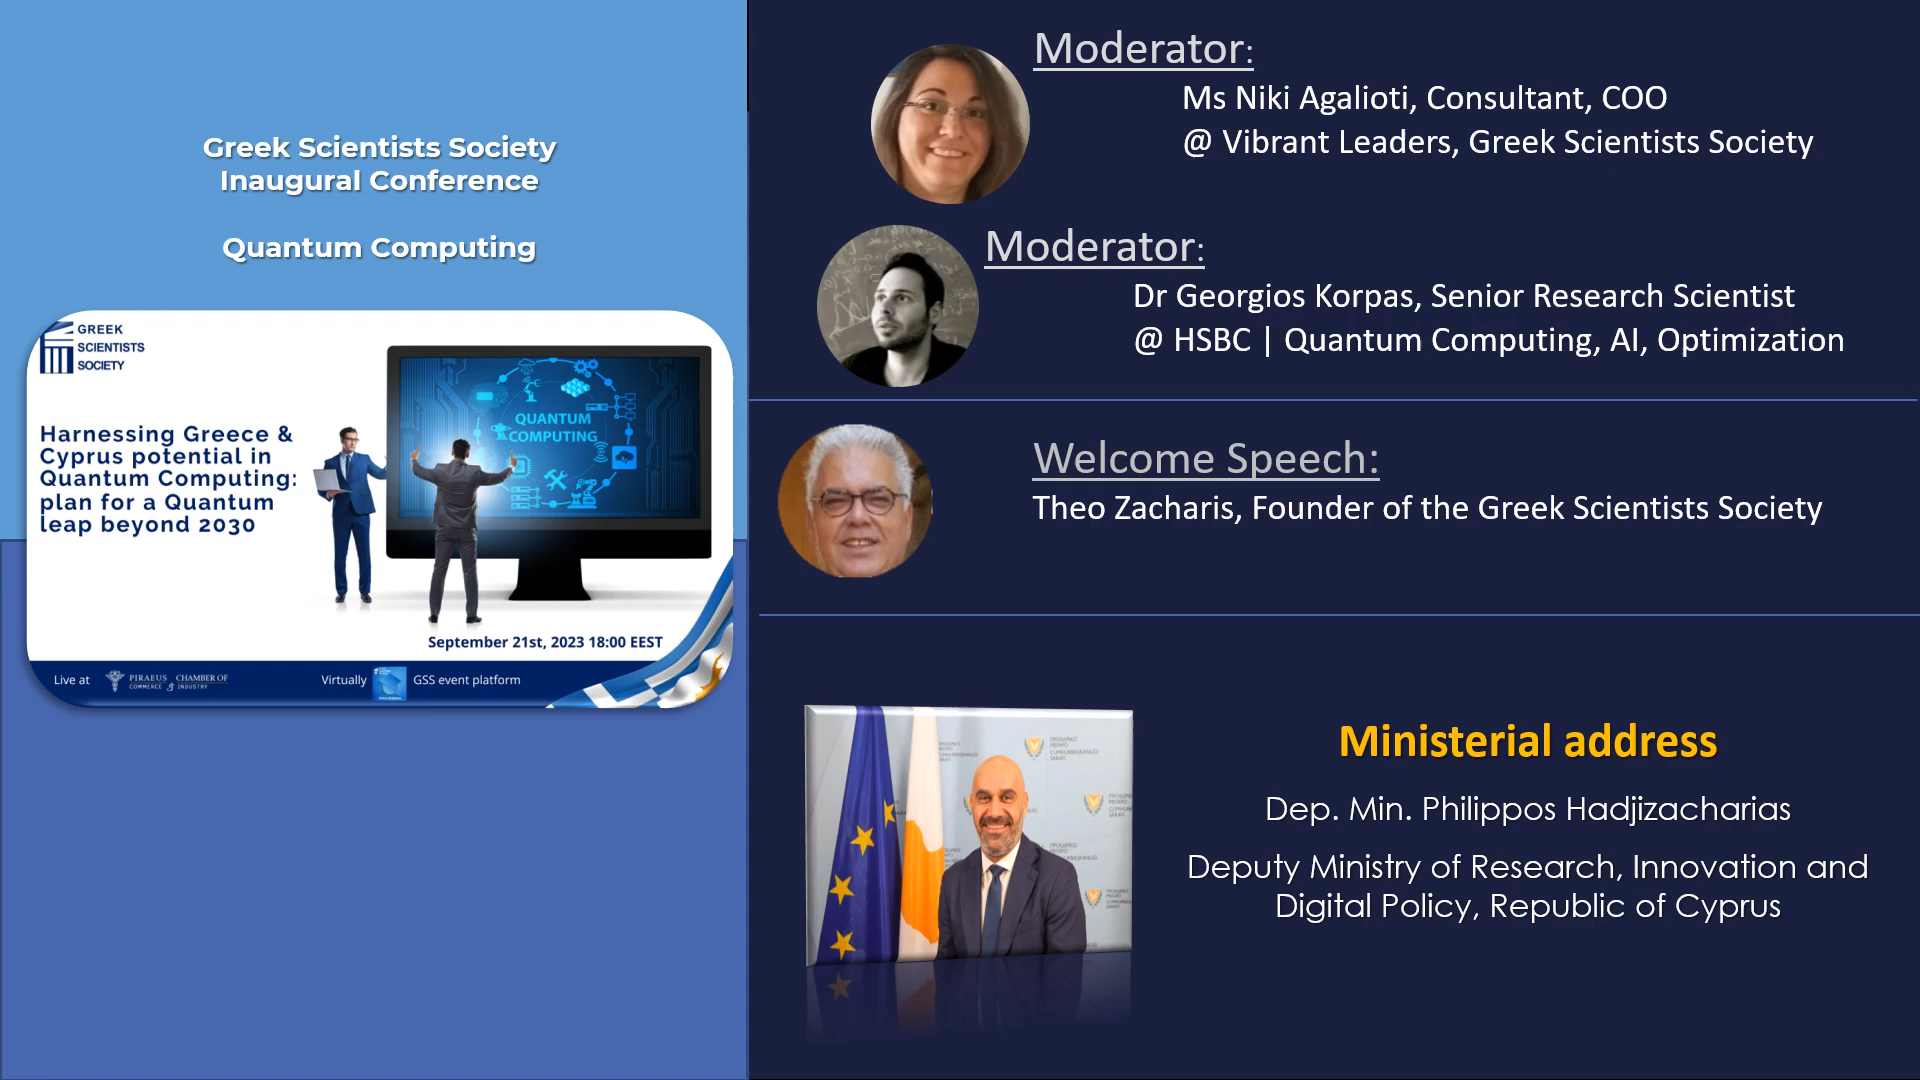 Greek Scientists Society
Inaugural Conference
Quantum Computing
GREEK
SCIENTISTS
SOCIETY
Harnessing Greece &
Cyprus potential in
Quantum Computing:
plan for a Quantum
leap beyond 2030
QUANTUM
COMPUTING
September 21st, 2023 18:00 EEST
Live at
PIRAEUS CHAMBER OF
COMMERCE & INDUSTRY
Virtually
GSS event platform
Moderator:
Ms Niki Agalioti, Consultant, COO
@ Vibrant Leaders, Greek Scientists Society
Moderator:
Dr Georgios Korpas, Senior Research Scientist
@ HSBC | Quantum Computing, AI, Optimization
Welcome Speech:
Theo Zacharis, Founder of the Greek Scientists Society
Ministerial address
Dep. Min. Philippos Hadjizacharias
Deputy Ministry of Research, Innovation and
Digital Policy, Republic of Cyprus